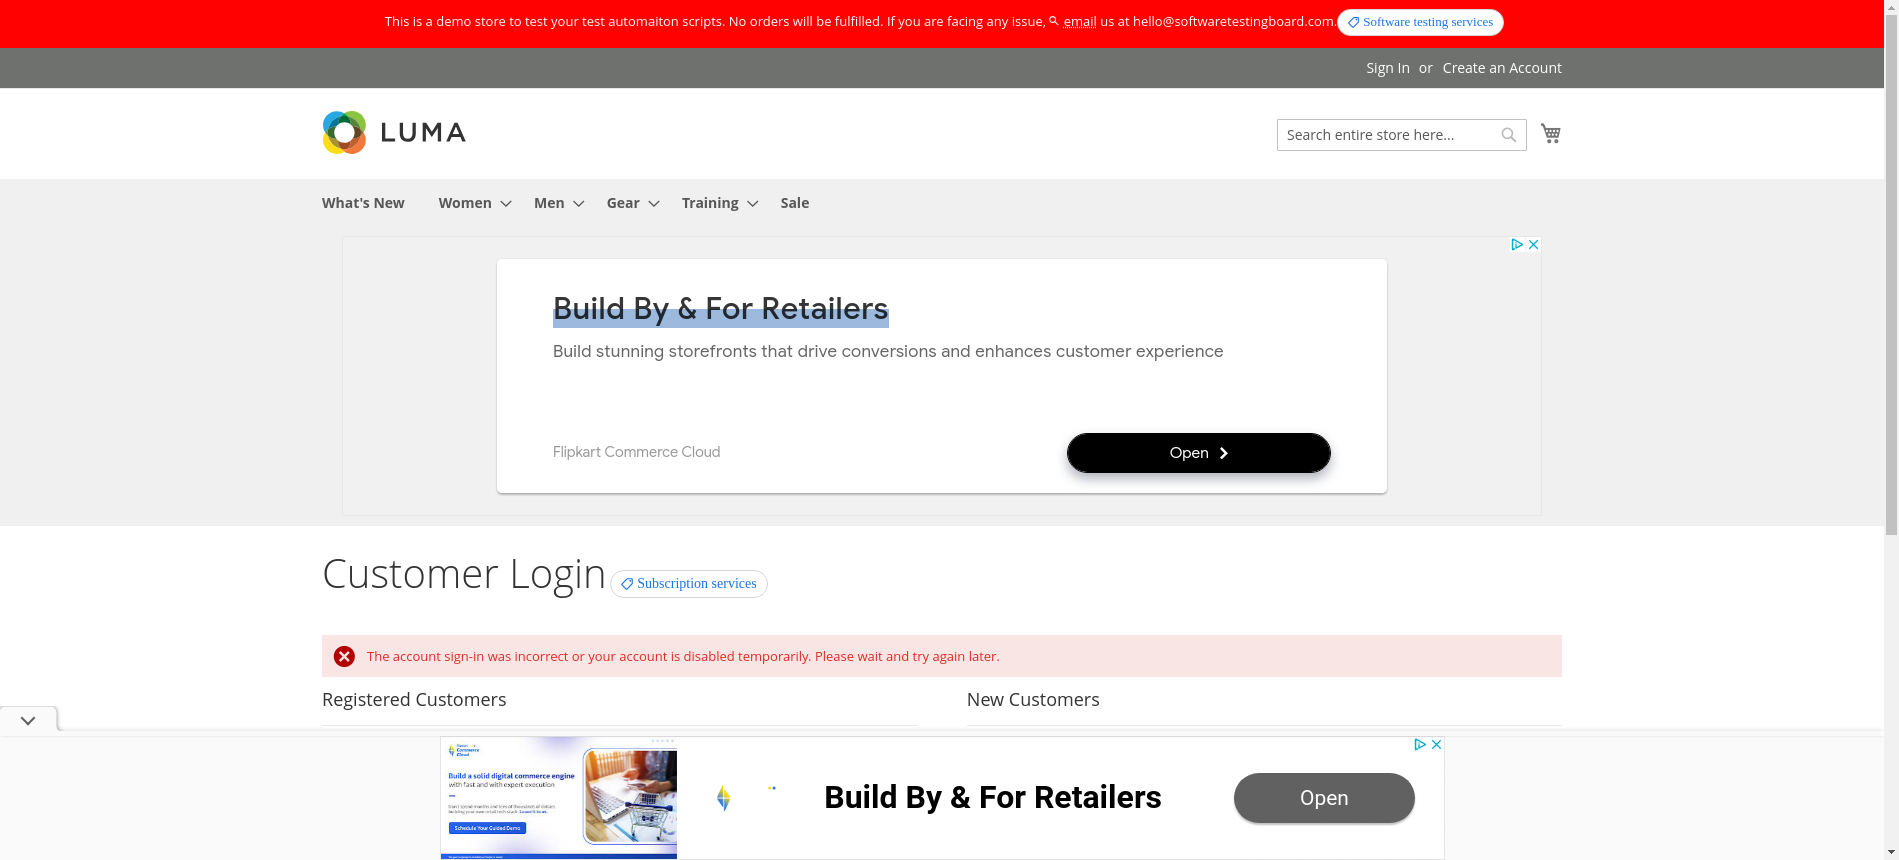 This is a demo store to test your test automaiton scripts. No orders will be fulfilled. If you are facing any issue, email us at hello@softwaretestingboard.com. Software testing services
Sign In or Create an Account
LUMA
Search entire store here...
What's New Women Men Gear Training Sale
Build By & For Retailers
Build stunning storefronts that drive conversions and enhances customer experience
Flipkart Commerce Cloud
Open
Customer Login
Subscription services
The account sign-in was incorrect or your account is disabled temporarily. Please wait and try again later.
Registered Customers
New Customers
Commerce
Cloud
Build a solid digital commerce engine
with fast and with expert execution
Schedule Your Guided Demo
Build By & For Retailers
Open